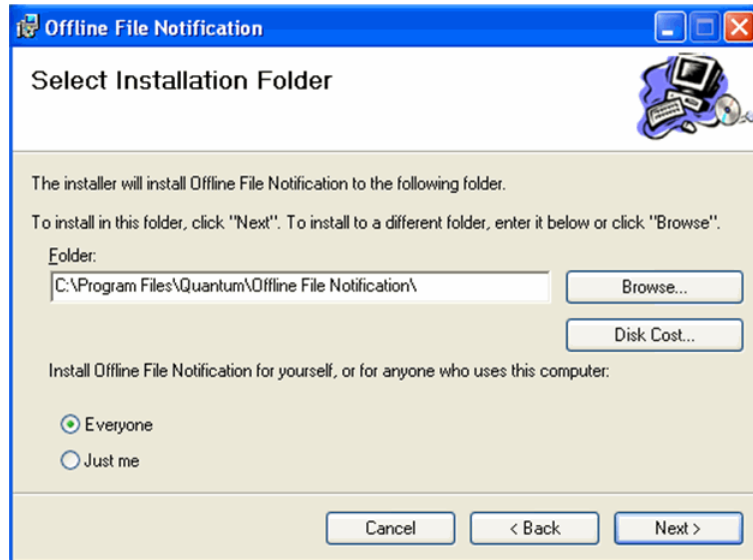 Offline File Notification
Select Installation Folder
The installer will install Offline File Notification to the following folder.
To install in this folder, click "Next". To install to a different folder, enter it below or click "Browse".
Folder:
C:\Program Files\Quantum\Offline File Notification\
Browse...
Disk Cost...
Install Offline File Notification for yourself, or for anyone who uses this computer:
Everyone
Just me
Cancel
< Back
Next >